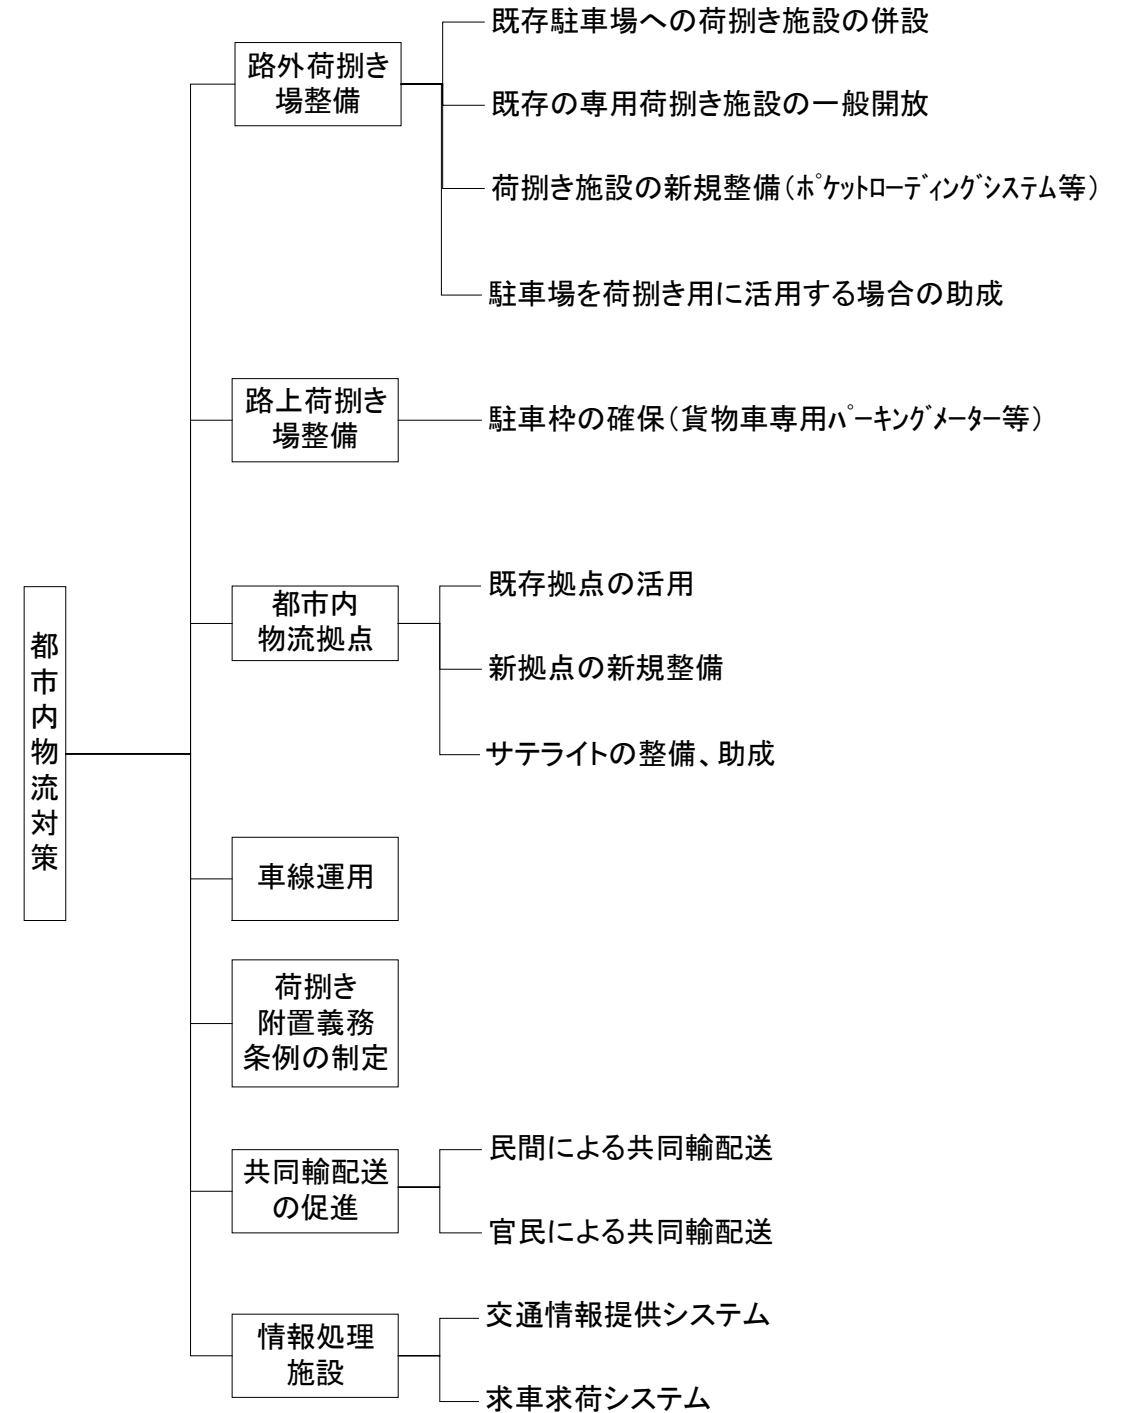 都市内物流対策
路外荷捌き
場整備
既存駐車場への荷捌き施設の併設
既存の専用荷捌き施設の一般開放
荷捌き施設の新規整備(ﾎﾟｹｯﾄﾛｰﾃﾞｨﾝｸﾞｼｽﾃﾑ等)
駐車場を荷捌き用に活用する場合の助成
路上荷捌き
場整備
駐車枠の確保(貨物車専用ﾊﾟｰｷﾝｸﾞﾒｰﾀｰ等)
都市内
物流拠点
既存拠点の活用
新拠点の新規整備
サテライトの整備、助成
車線運用
荷捌き
附置義務
条例の制定
共同輸配送
の促進
民間による共同輸配送
官民による共同輸配送
情報処理
施設
交通情報提供システム
求車求荷システム